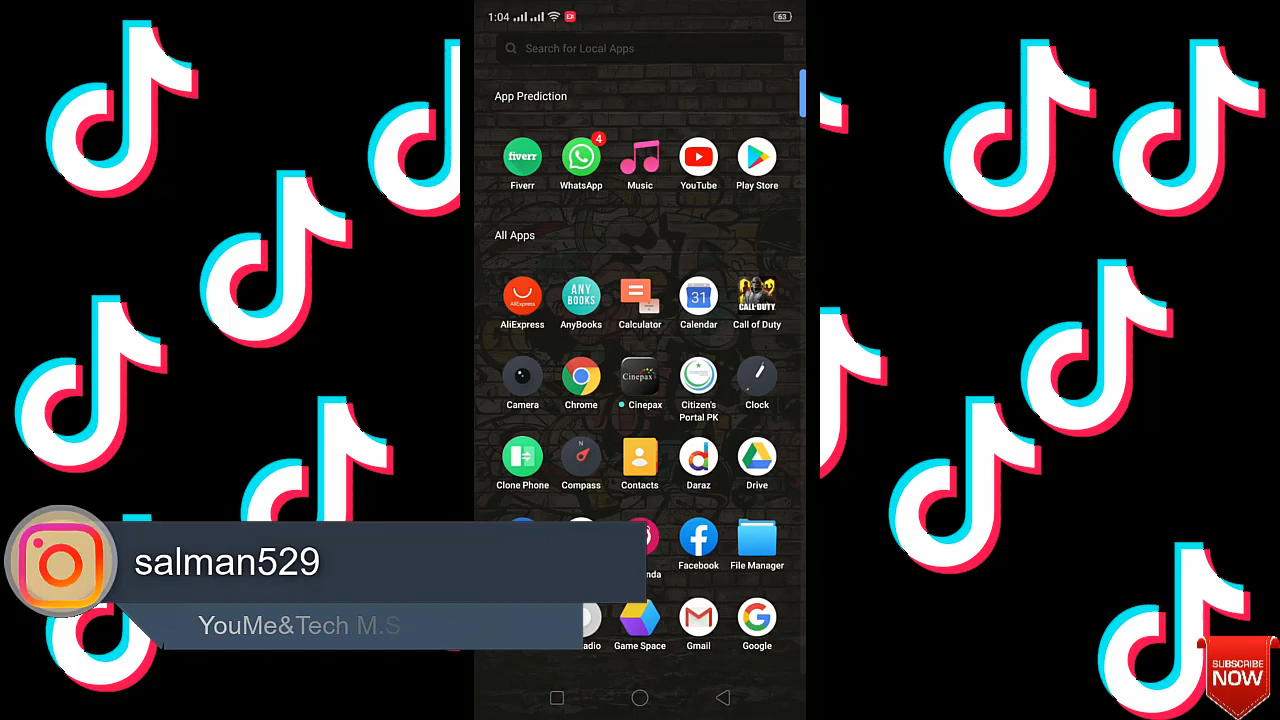 1:04
63
Search for Local Apps
App Prediction
fiverr
4
Fiverr
WhatsApp
Music
YouTube
Play Store
All Apps
AliExpress
ANY
BOOKS
31
CALL OF DUTY
AliExpress
AnyBooks
Calculator
Calendar
Call of Duty
Cinepax
Camera
Chrome
Cinepax
Citizen's
Portal PK
Clock
N
Clone Phone
Compass
Contacts
Daraz
Drive
nda
Facebook
File Manager
adio
Game Space
Gmail
Google
salman529
YouMe&Tech M.S
SUBSCRIBE
NOW